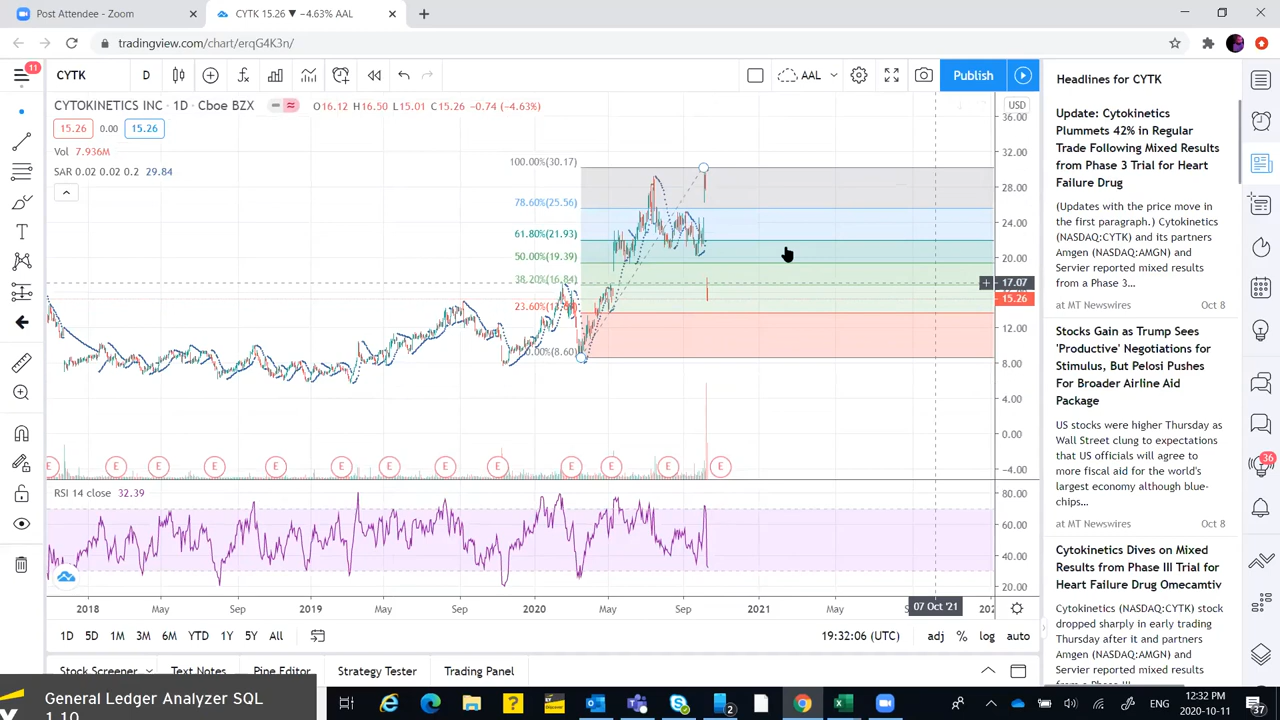 Post Attendee - Zoom
CYTK 15.26 ▼ −4.63% AAL
tradingview.com/chart/erqG4K3n/
11
CYTK
D
AAL
Publish
CYTOKINETICS INC · 1D · Cboe BZX
O16.12 H16.50 L15.01 C15.26 −0.74 (−4.63%)
15.26
0.00
15.26
Vol 7.936M
SAR 0.02 0.02 0.2 29.84
100.00%(30.17)
78.60%(25.56)
61.80%(21.93)
50.00%(19.39)
38.20%(16.84)
23.60%
0.00%(8.60)
USD
36.00
32.00
28.00
24.00
20.00
17.07
15.26
12.00
8.00
4.00
0.00
−4.00
E E E E E E E E E E E E E
RSI 14 close 32.39
80.00
60.00
40.00
20.00
2018 May Sep 2019 May Sep 2020 May Sep 2021 May
07 Oct '21
1D 5D 1M 3M 6M YTD 1Y 5Y All
19:32:06 (UTC)
adj % log auto
Stock Screener Text Notes Pine Editor Strategy Tester Trading Panel
Headlines for CYTK
Update: Cytokinetics
Plummets 42% in Regular
Trade Following Mixed Results
from Phase 3 Trial for Heart
Failure Drug
(Updates with the price move in
the first paragraph.) Cytokinetics
(NASDAQ:CYTK) and its partners
Amgen (NASDAQ:AMGN) and
Servier reported mixed results
from a Phase 3...
at MT Newswires Oct 8
Stocks Gain as Trump Sees
'Productive' Negotiations for
Stimulus, But Pelosi Pushes
For Broader Airline Aid
Package
US stocks were higher Thursday as
Wall Street clung to expectations
that US officials will agree to
more fiscal aid for the world's
largest economy although blue-
chips...
at MT Newswires Oct 8
Cytokinetics Dives on Mixed
Results from Phase III Trial for
Heart Failure Drug Omecamtiv
Cytokinetics (NASDAQ:CYTK) stock
dropped sharply in early trading
Thursday after it and partners
Amgen (NASDAQ:AMGN) and
Servier reported mixed results
36
General Ledger Analyzer SQL
1.10
2
ENG
12:32 PM
2020-10-11
37